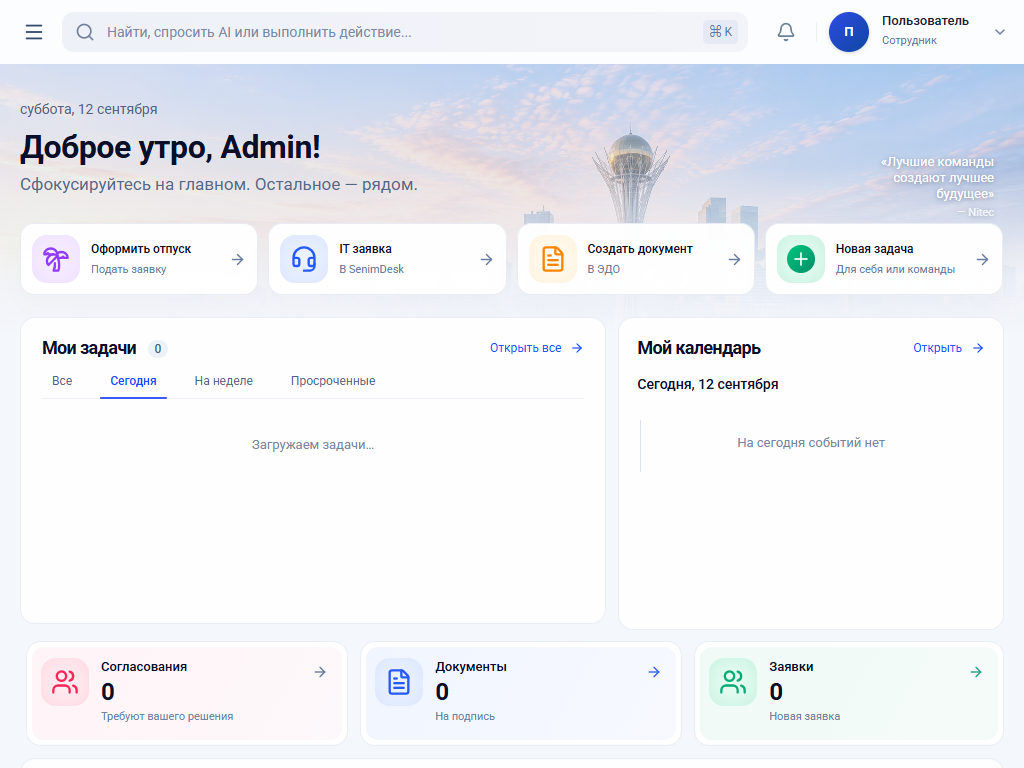 Найти, спросить AI или выполнить действие...
⌘ K
П
Пользователь
Сотрудник
суббота, 12 сентября
Доброе утро, Admin!
Сфокусируйтесь на главном. Остальное — рядом.
«Лучшие команды
создают лучшее
будущее»
— Nitec
Оформить отпуск
Подать заявку
IT заявка
В SenimDesk
Создать документ
В ЭДО
Новая задача
Для себя или команды
Мои задачи 0
Открыть все
Все Сегодня На неделе Просроченные
Загружаем задачи...
Мой календарь
Открыть
Сегодня, 12 сентября
На сегодня событий нет
Согласования
0
Требуют вашего решения
Документы
0
На подпись
Заявки
0
Новая заявка